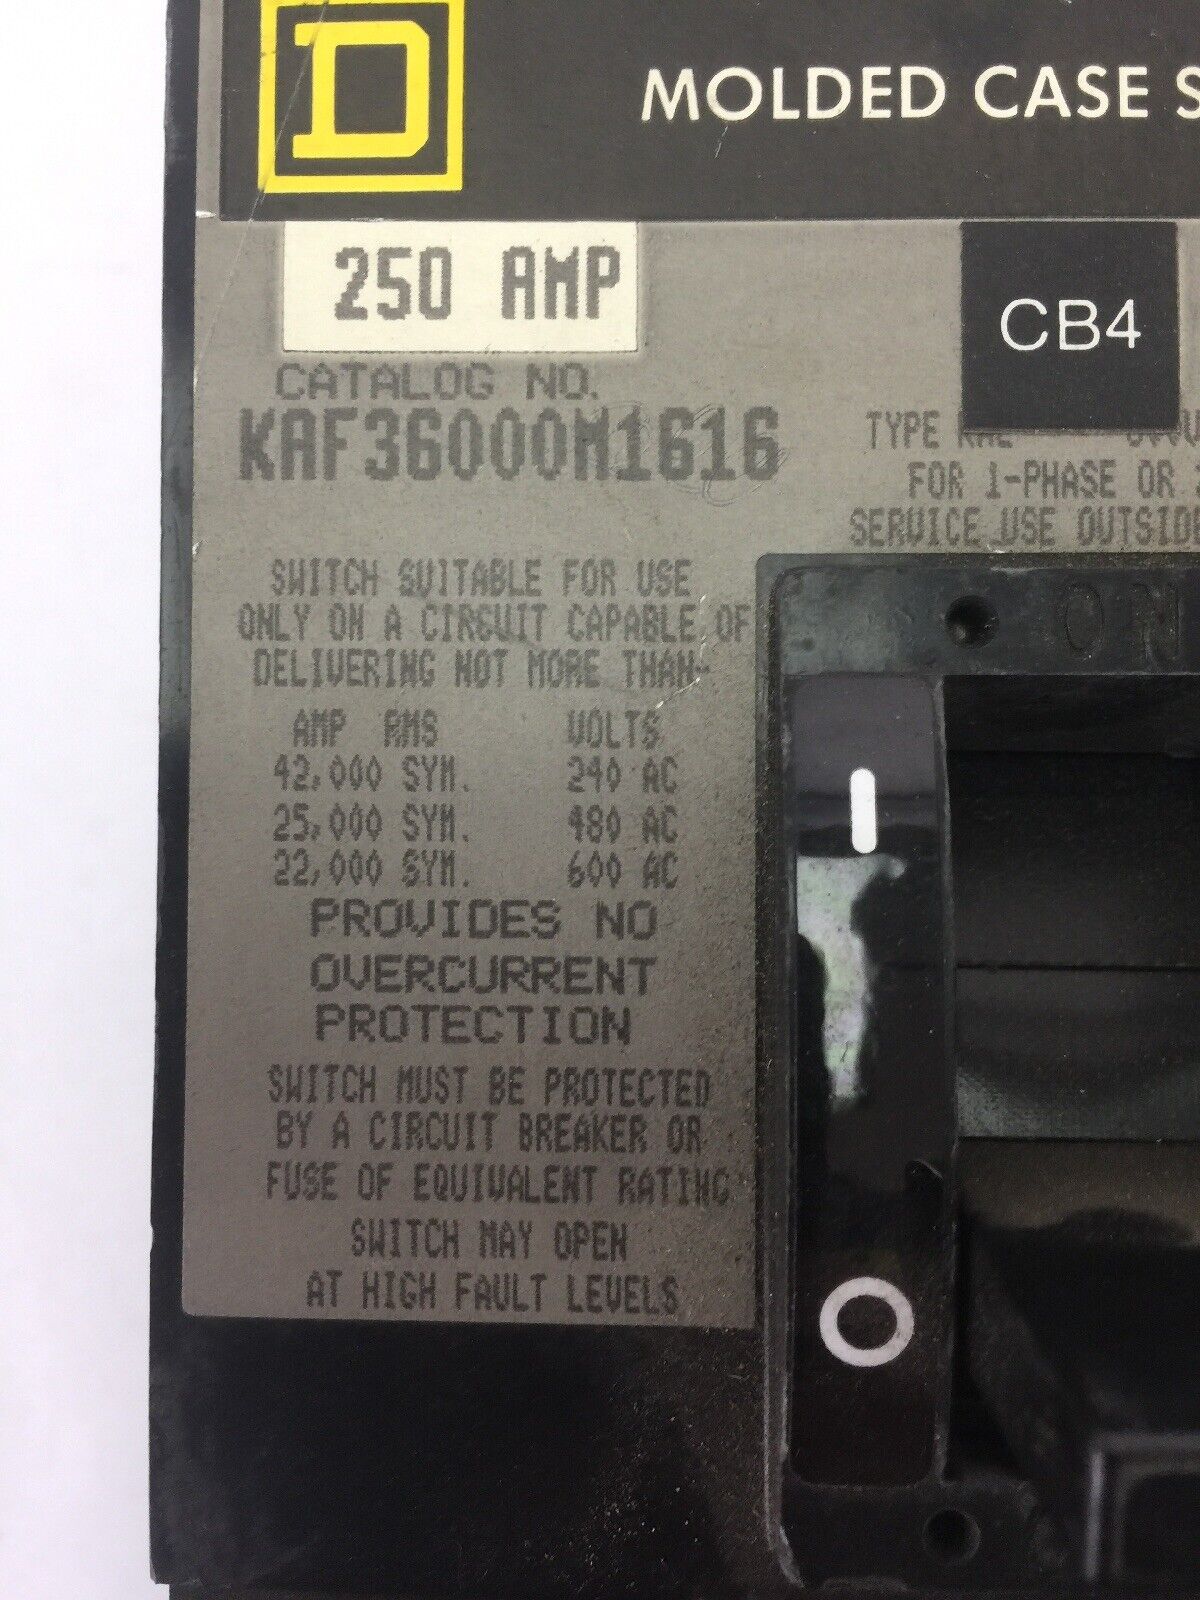 D
MOLDED CASE S
250 AMP
CB4
CATALOG NO.
KAF36000M1616
TYPE
FOR 1-PHASE OR
SERVICE USE OUTSIDE
SWITCH SUITABLE FOR USE
ONLY ON A CIRCUIT CAPABLE OF
DELIVERING NOT MORE THAN-
AMP RMS VOLTS
42,000 SYM. 240 AC
25,000 SYM. 480 AC
22,000 SYM. 600 AC
PROVIDES NO
OVERCURRENT
PROTECTION
SWITCH MUST BE PROTECTED
BY A CIRCUIT BREAKER OR
FUSE OF EQUIVALENT RATING
SWITCH MAY OPEN
AT HIGH FAULT LEVELS
ON
I
O